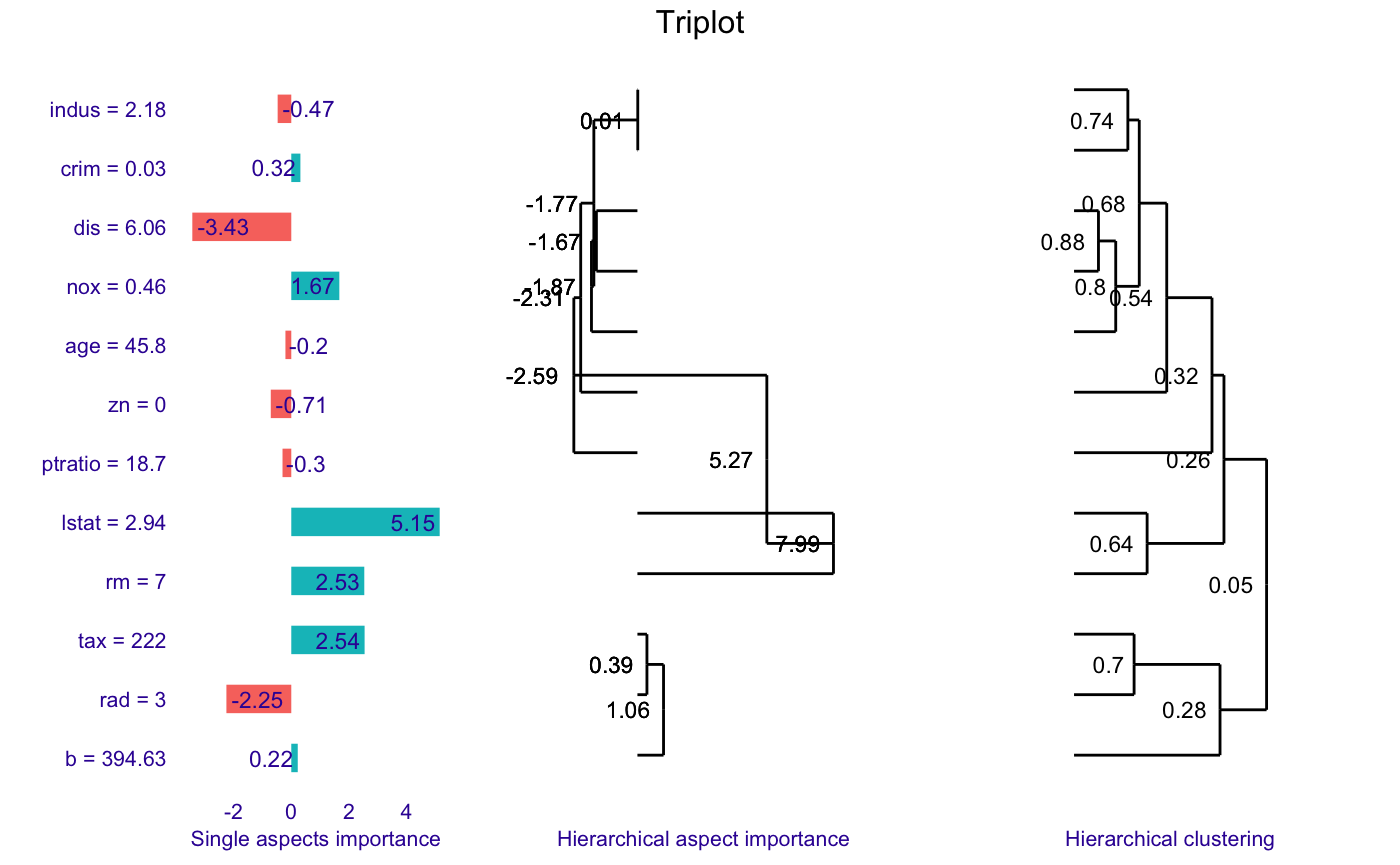 Triplot
indus = 2.18
-0.47
crim = 0.03
0.32
dis = 6.06
-3.43
nox = 0.46
1.67
age = 45.8
-0.2
zn = 0
-0.71
ptratio = 18.7
-0.3
lstat = 2.94
5.15
rm = 7
2.53
tax = 222
2.54
rad = 3
-2.25
b = 394.63
0.22
-2 0 2 4
Single aspects importance
0.01
-1.77
-1.67
-1.87
-2.31
-2.59
5.27
7.99
0.39
1.06
Hierarchical aspect importance
0.74
0.68
0.88
0.8
0.54
0.32
0.26
0.64
0.05
0.7
0.28
Hierarchical clustering